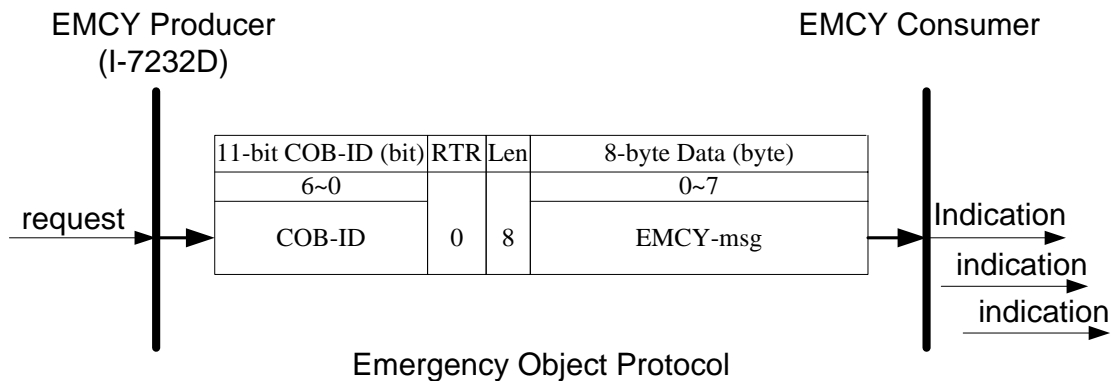 EMCY Producer
(I-7232D)
EMCY Consumer
11-bit COB-ID (bit) RTR Len 8-byte Data (byte)
6~0 0~7
COB-ID 0 8 EMCY-msg
request
Indication
indication
indication
Emergency Object Protocol